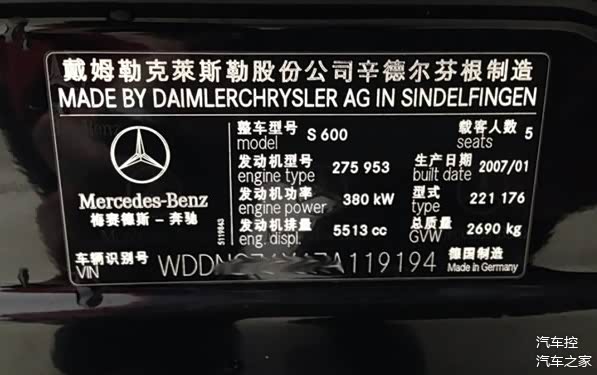 戴姆勒克莱斯勒股份公司辛德尔芬根制造
MADE BY DAIMLERCHRYSLER AG IN SINDELFINGEN
整车型号 S 600 载客人数 5
model seats
发动机型号 275 953 生产日期 2007/01
engine type built date
发动机功率 380 kW 型式 221 176
engine power type
发动机排量 5513 cc 总质量 2690 kg
eng. displ. GVW
Mercedes-Benz
梅赛德斯－奔驰
5119843
车辆识别号 德国制造
VIN Made in Germany
汽车控
汽车之家